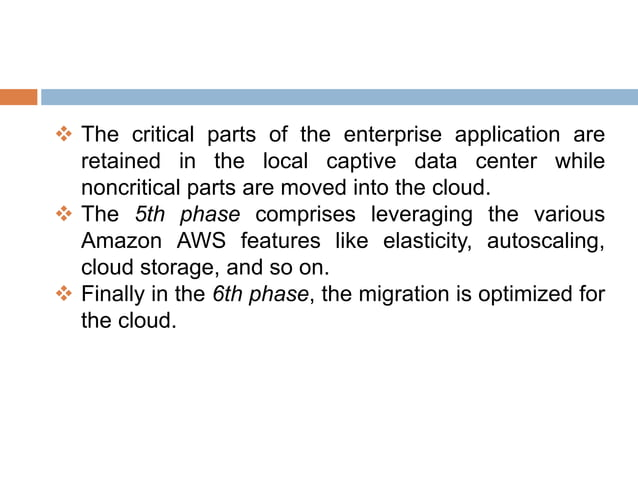 ❖ The critical parts of the enterprise application are
retained in the local captive data center while
noncritical parts are moved into the cloud.
❖ The 5th phase comprises leveraging the various
Amazon AWS features like elasticity, autoscaling,
cloud storage, and so on.
❖ Finally in the 6th phase, the migration is optimized for
the cloud.